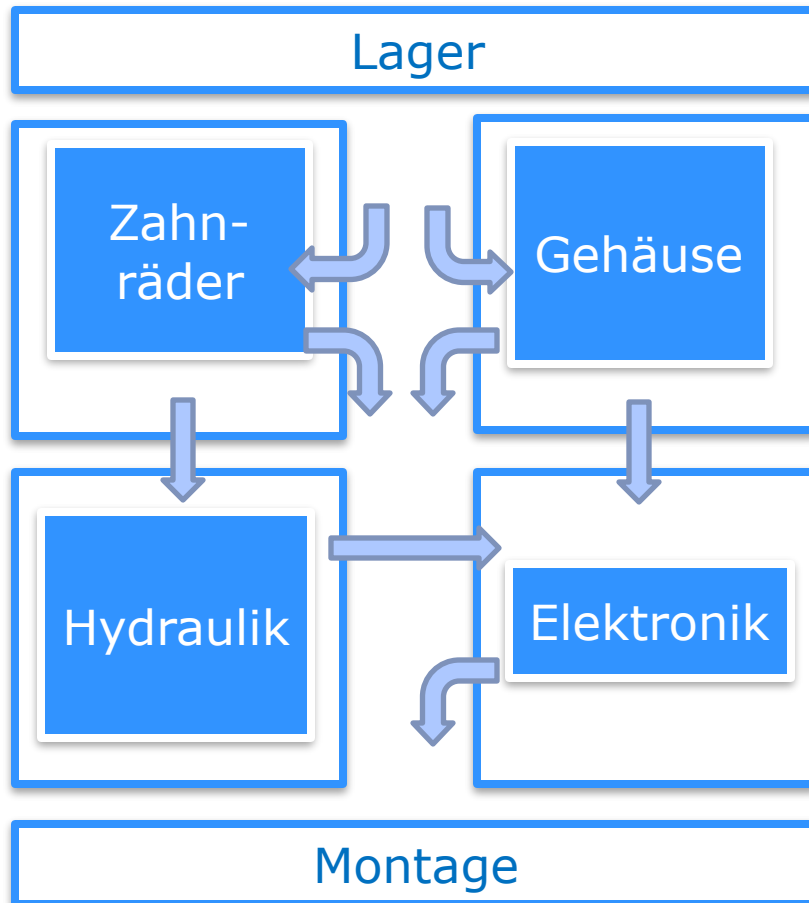 Lager
Zahn-
räder
Gehäuse
Hydraulik
Elektronik
Montage